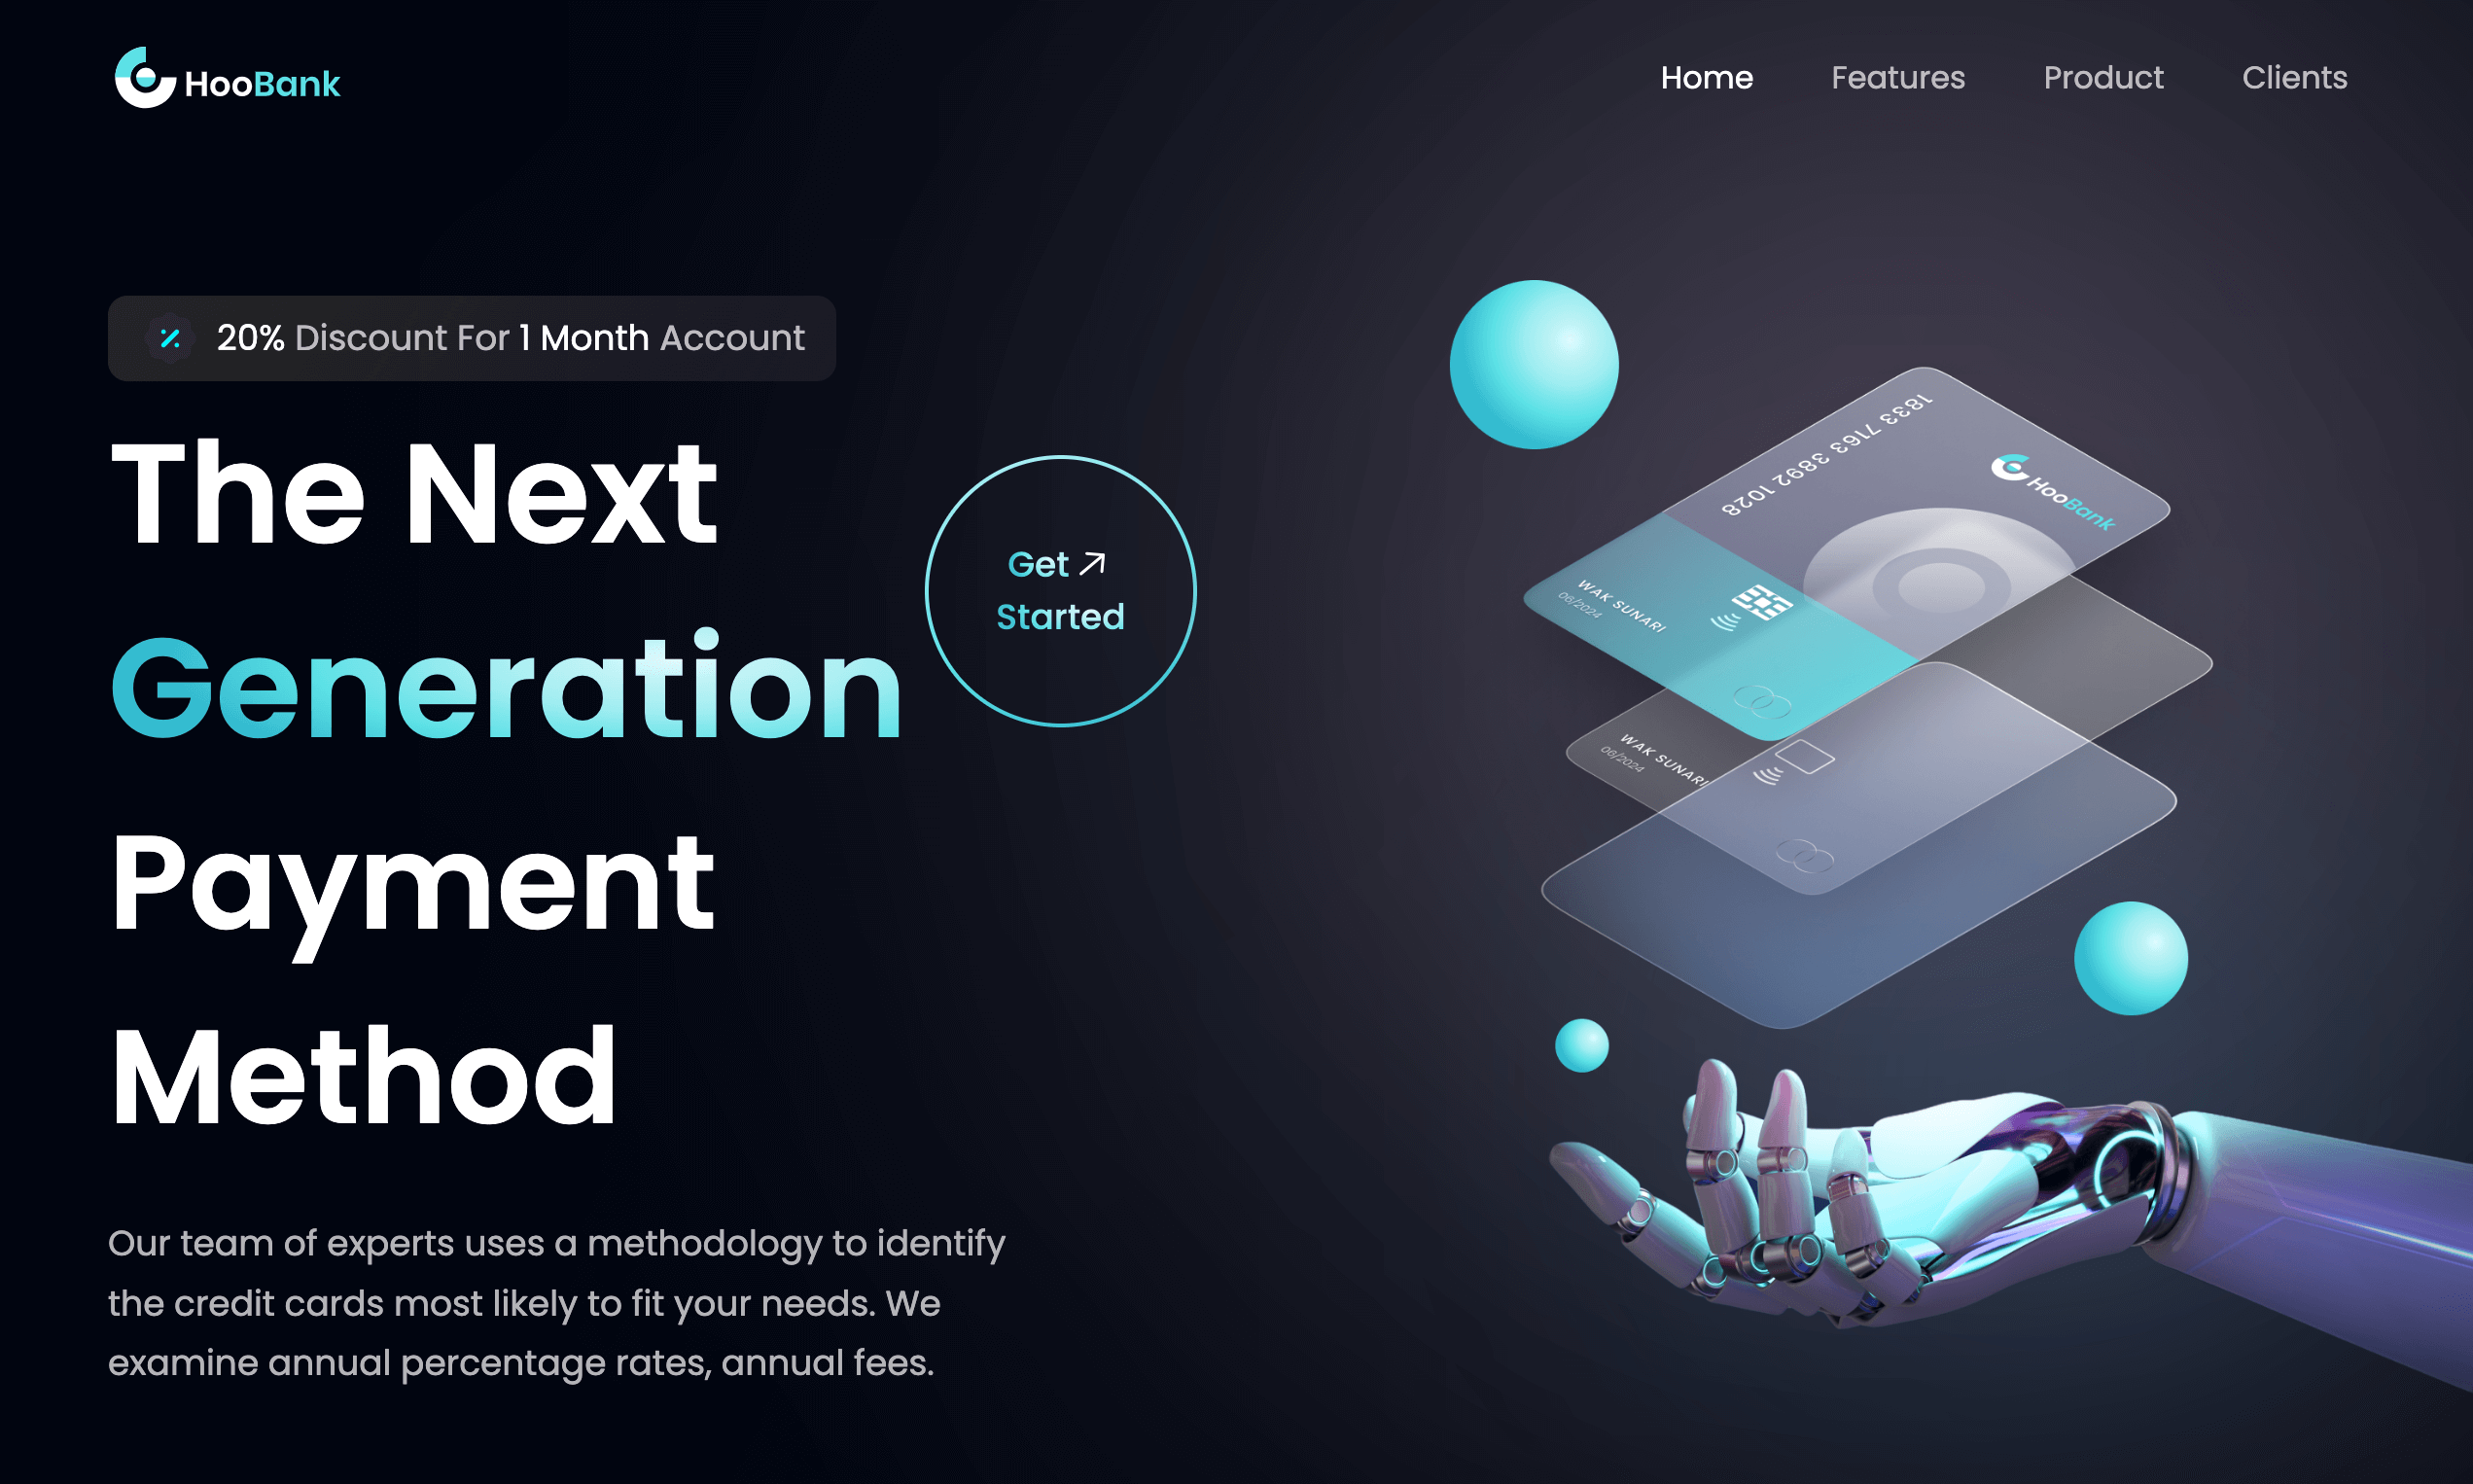 HooBank
Home Features Product Clients
20% Discount For 1 Month Account
The Next
Generation
Payment
Method
Get
Started
Our team of experts uses a methodology to identify
the credit cards most likely to fit your needs. We
examine annual percentage rates, annual fees.
1833 7163 3892 1028
HooBank
WAK SUNARI
06/2024
WAK SUNARI
06/2024